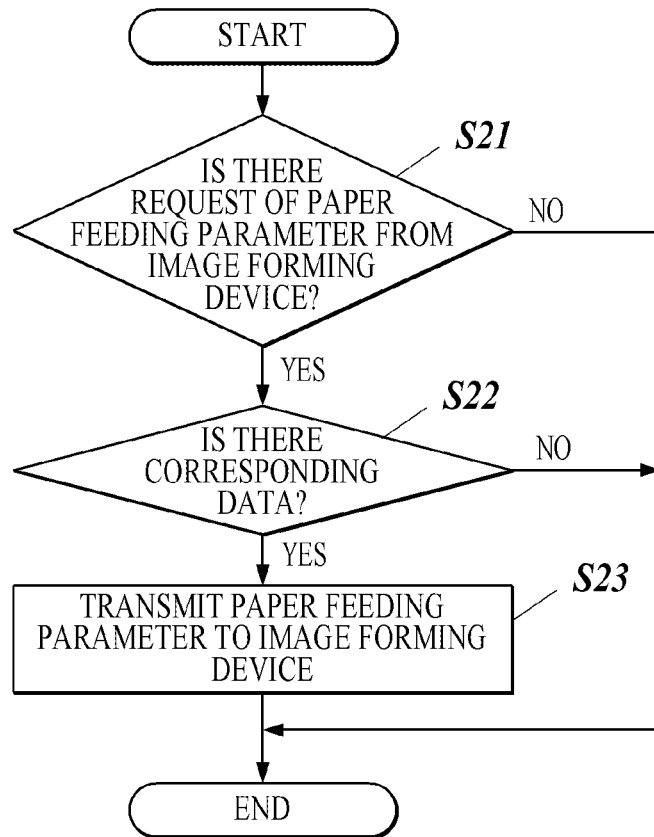 START
S21
IS THERE
REQUEST OF PAPER
FEEDING PARAMETER FROM
IMAGE FORMING
DEVICE?
NO
YES
S22
IS THERE
CORRESPONDING
DATA?
NO
YES
S23
TRANSMIT PAPER FEEDING
PARAMETER TO IMAGE FORMING
DEVICE
END